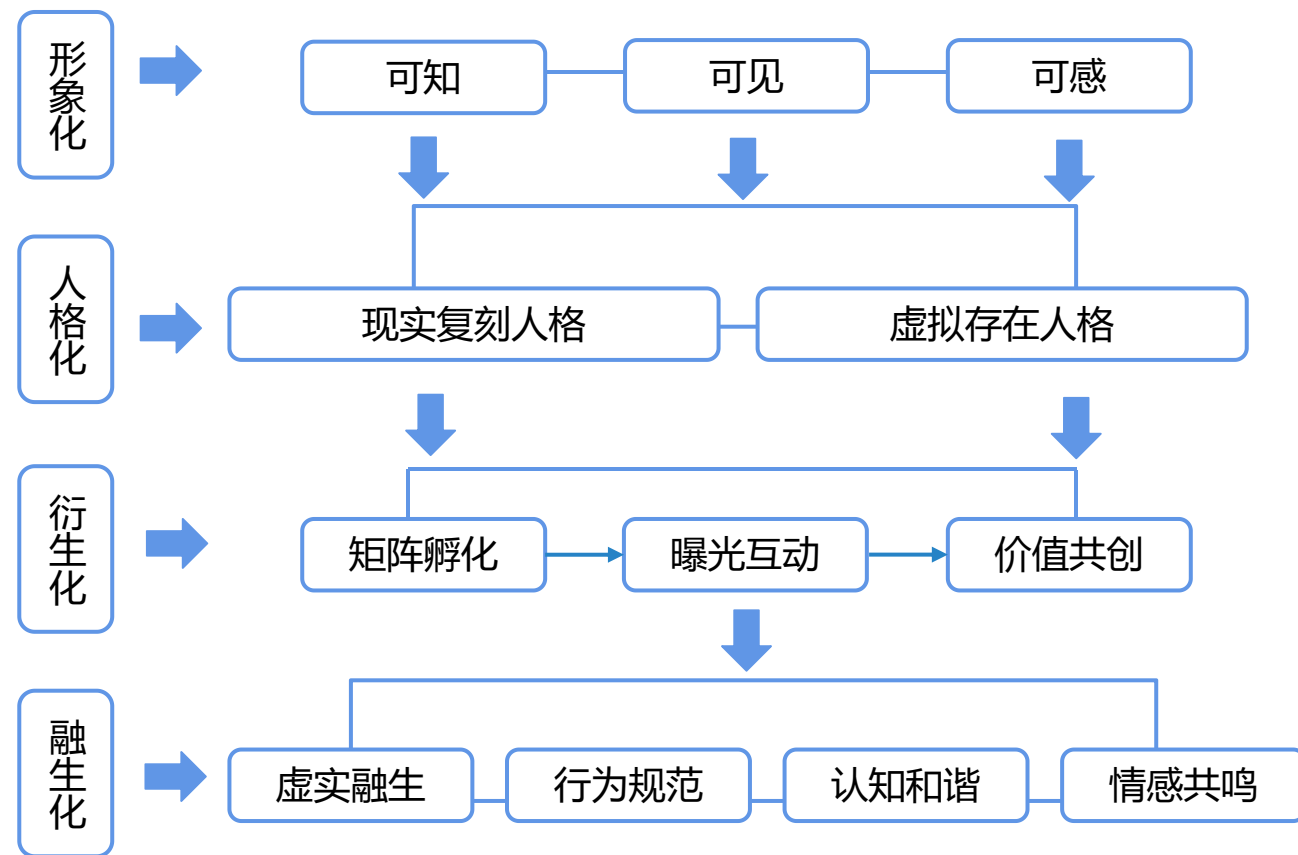 形象化
可知
可见
可感
人格化
现实复刻人格
虚拟存在人格
衍生化
矩阵孵化
曝光互动
价值共创
融生化
虚实融生
行为规范
认知和谐
情感共鸣